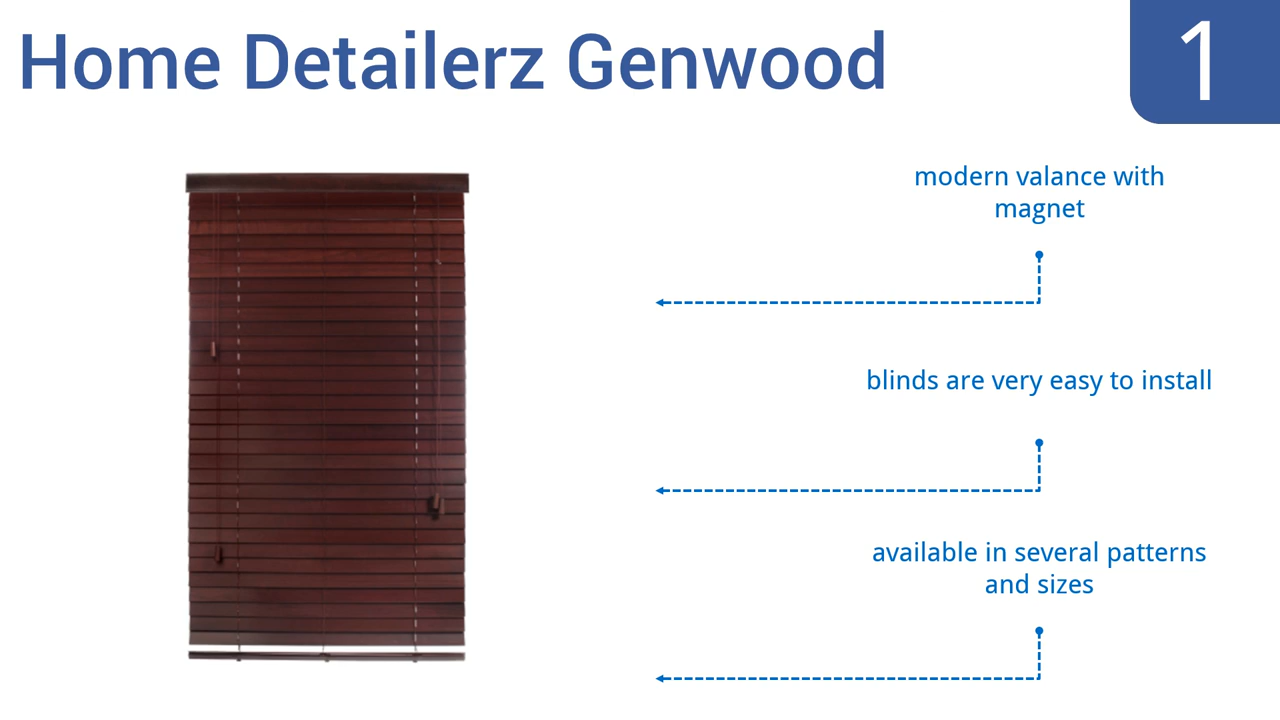 Home Detailerz Genwood
1
modern valance with
magnet
blinds are very easy to install
available in several patterns
and sizes